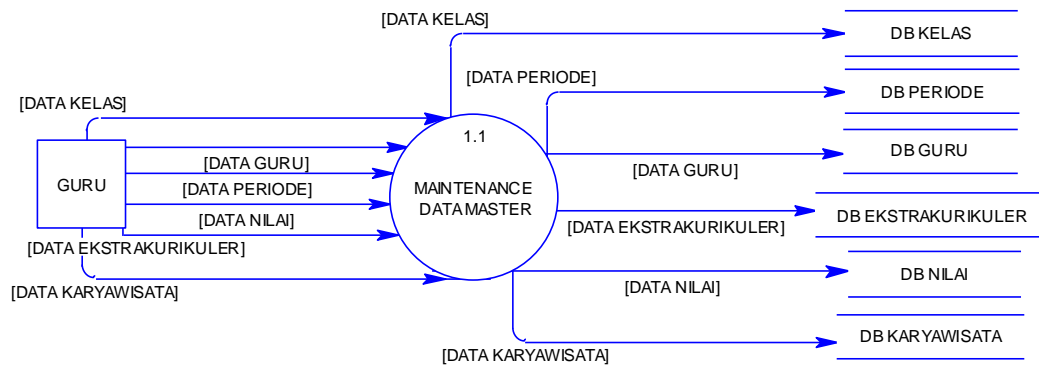 [DATA KELAS]
DB KELAS
[DATA PERIODE]
DB PERIODE
[DATA KELAS]
1.1
DB GURU
[DATA GURU]
[DATA GURU]
GURU
[DATA PERIODE]
MAINTENANCE
DATA MASTER
[DATA NILAI]
[DATA EKSTRAKURIKULER]
DB EKSTRAKURIKULER
[DATA EKSTRAKURIKULER]
DB NILAI
[DATA NILAI]
[DATA KARYAWISATA]
DB KARYAWISATA
[DATA KARYAWISATA]